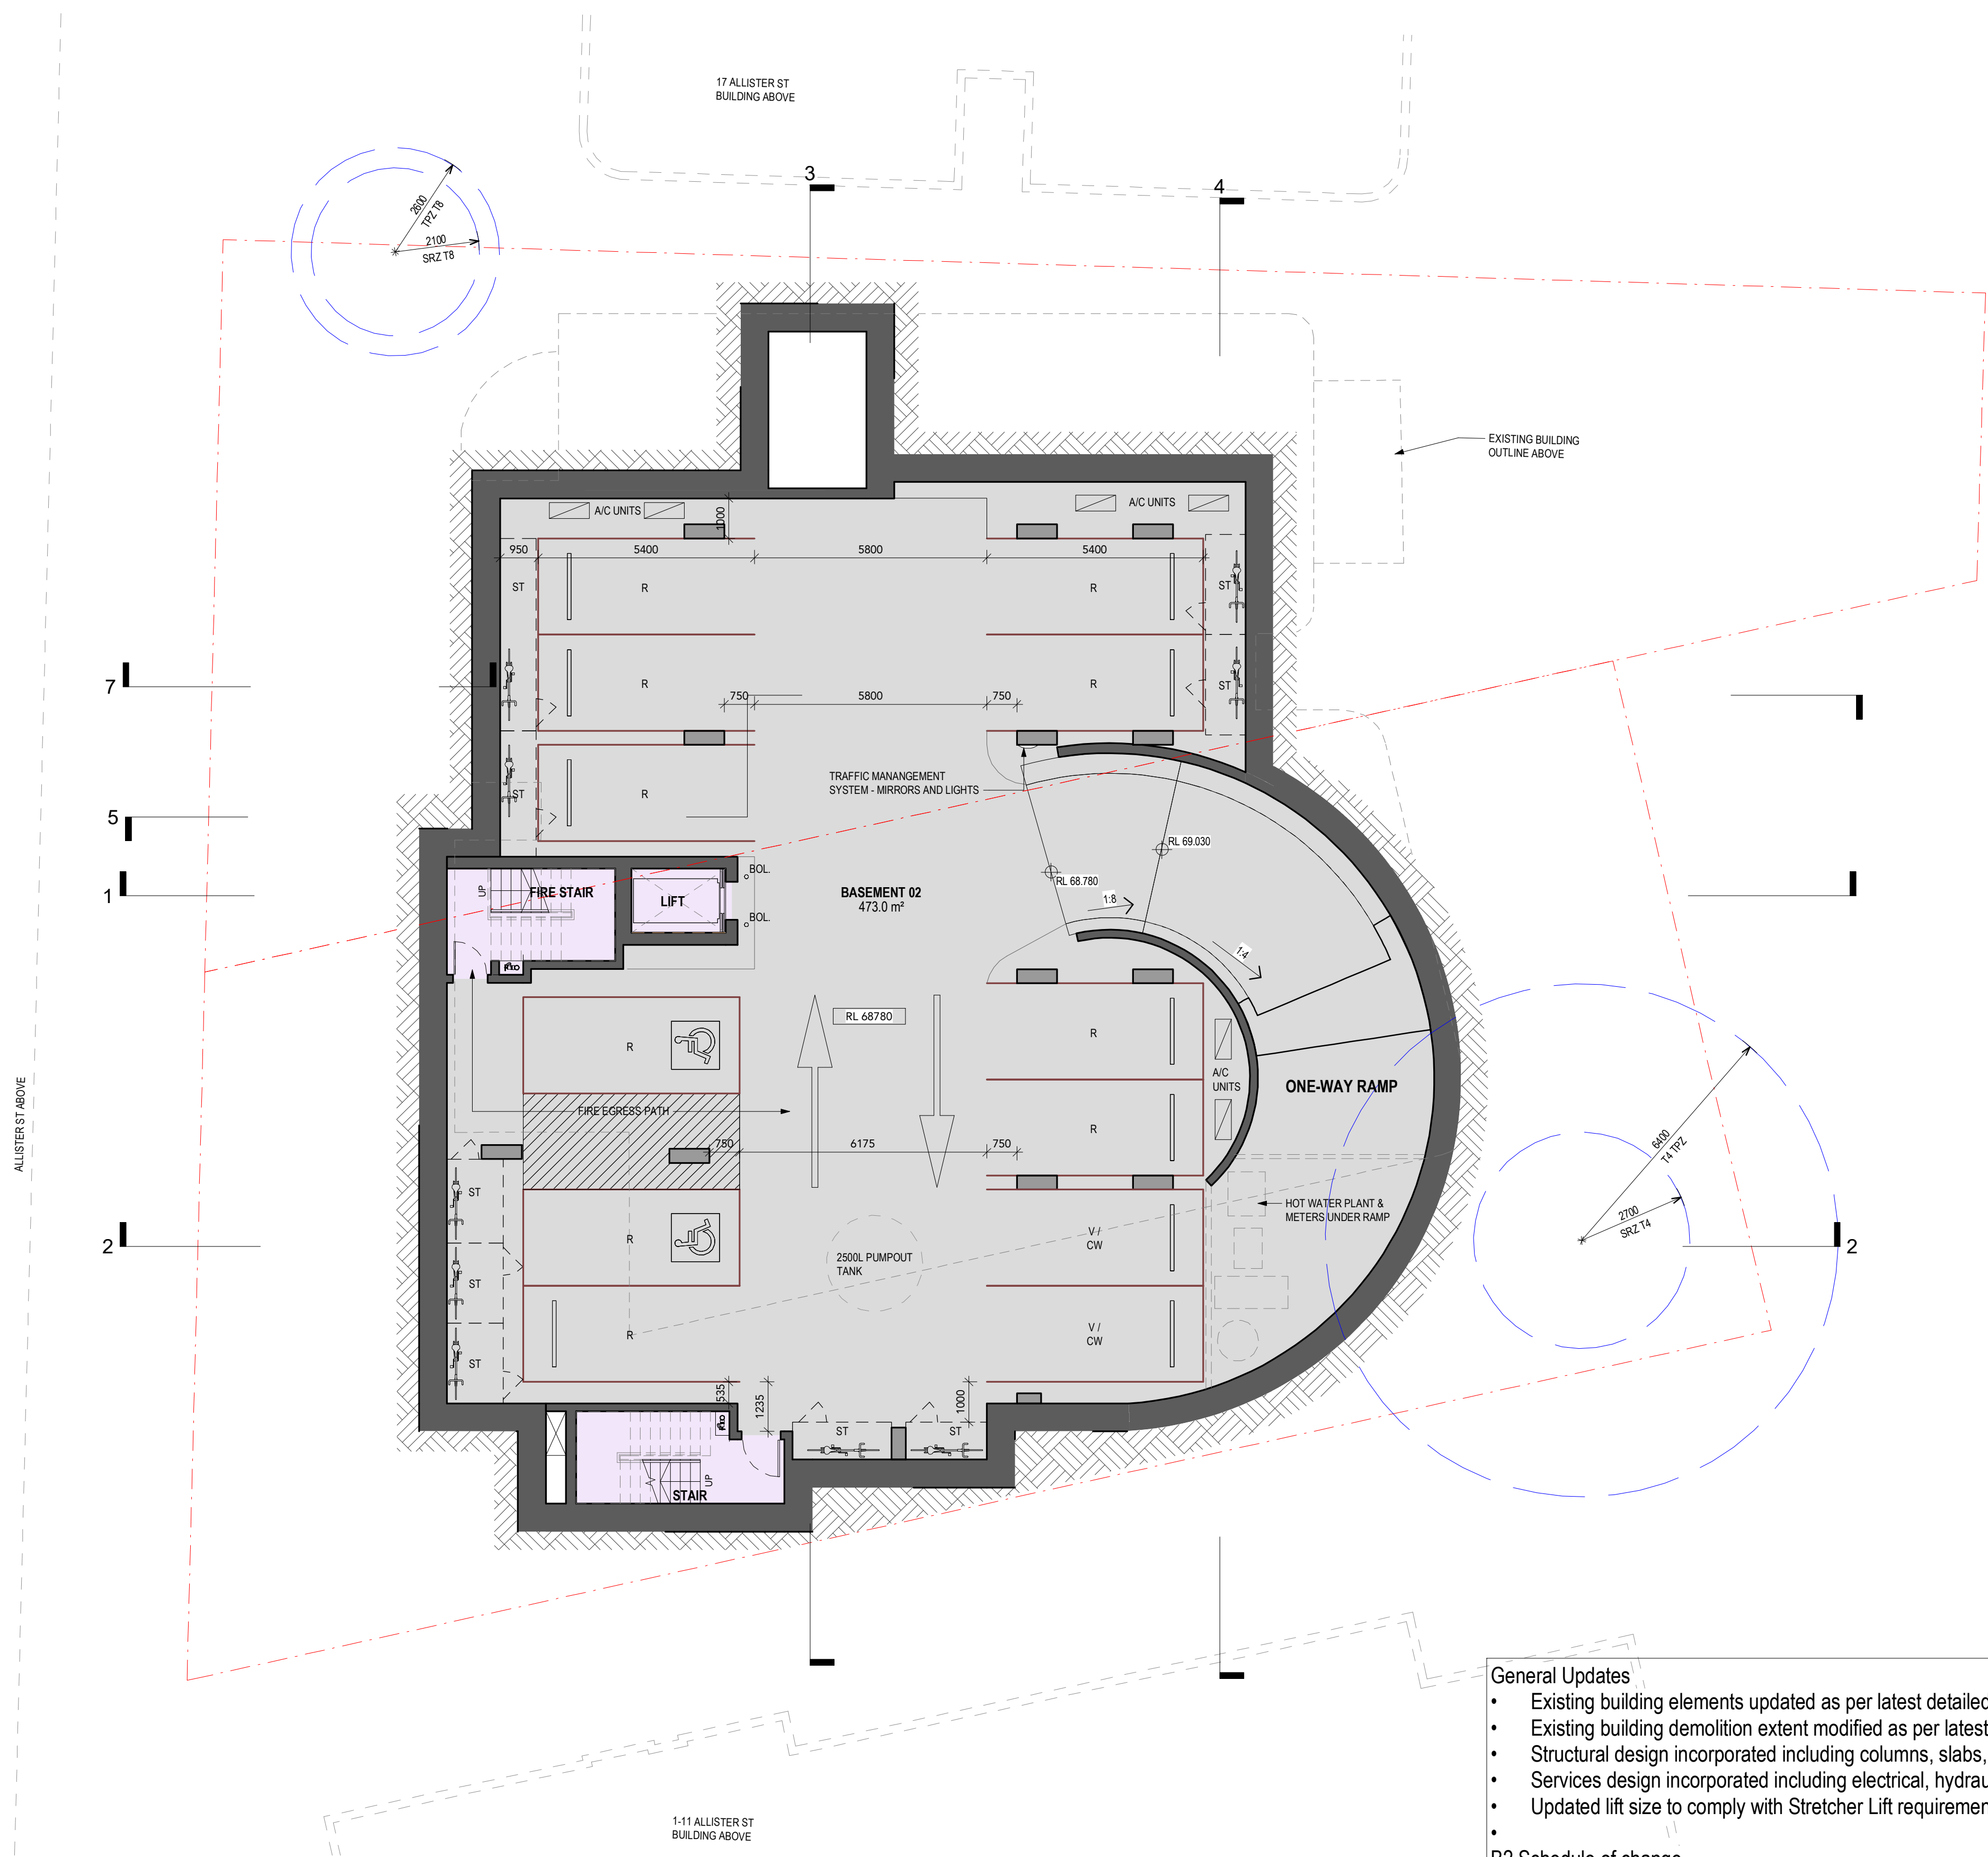 17 ALLISTER ST
BUILDING ABOVE
3
4
2600
TPZ T8
2100
SRZ T8
EXISTING BUILDING
OUTLINE ABOVE
A/C UNITS
A/C UNITS
1000
950
5400
5800
5400
ST
R
R
ST
7
R
R
ST
750
5800
750
TRAFFIC MANANGEMENT
SYSTEM - MIRRORS AND LIGHTS
ST
R
5
RL 69.030
RL 68.780
1
UP
FIRE STAIR
LIFT
BOL.
BOL.
BASEMENT 02
473.0 m²
1:8
1:4
RL 68780
R
R
A/C
UNITS
ONE-WAY RAMP
ALLISTER ST ABOVE
FIRE EGRESS PATH
R
750
6175
750
6400
T4 TPZ
ST
2700
SRZ T4
HOT WATER PLANT &
METERS UNDER RAMP
2
R
V /
CW
2
2500L PUMPOUT
TANK
ST
R
V /
CW
ST
535
1235
1000
ST
ST
UP
STAIR
General Updates
• Existing building elements updated as per latest detailed
• Existing building demolition extent modified as per latest
• Structural design incorporated including columns, slabs,
• Services design incorporated including electrical, hydrau
• Updated lift size to comply with Stretcher Lift requiremen
•
B2 Schedule of change
1-11 ALLISTER ST
BUILDING ABOVE